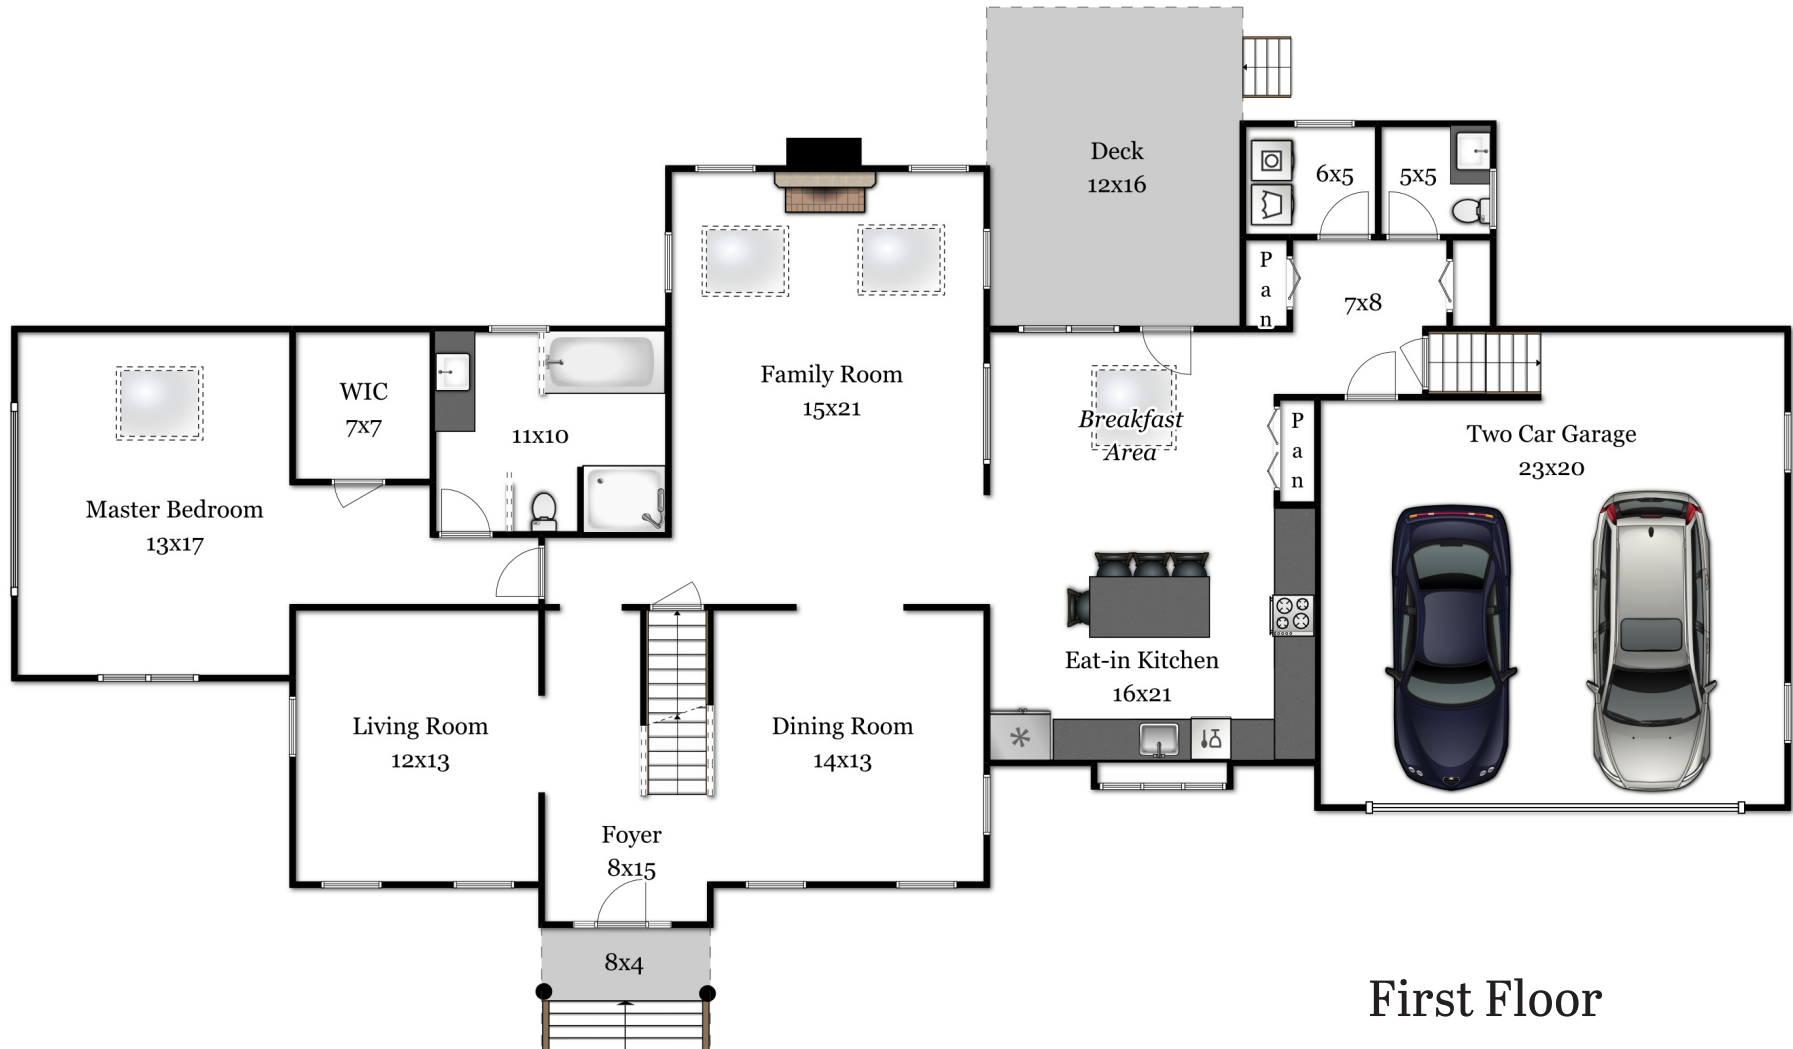 Deck
12x16
6x5
5x5
P
a
n
7x8
Family Room
15x21
WIC
7x7
11x10
Breakfast
Area
P
a
n
Two Car Garage
23x20
Master Bedroom
13x17
Eat-in Kitchen
16x21
Living Room
12x13
Dining Room
14x13
Foyer
8x15
8x4
First Floor